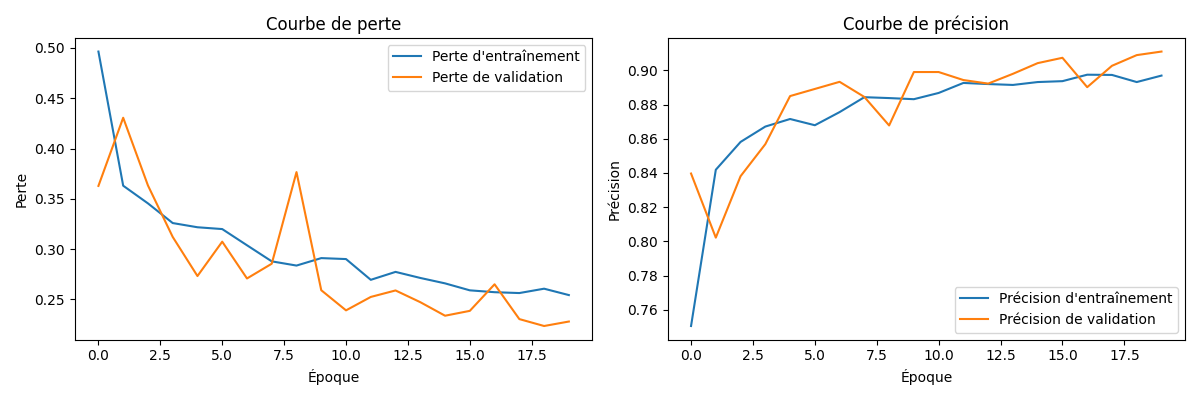 Courbe de perte
0.50
0.45
0.40
0.35
0.30
0.25
Perte
Perte d'entraînement
Perte de validation
0.0 2.5 5.0 7.5 10.0 12.5 15.0 17.5
Époque
Courbe de précision
0.90
0.88
0.86
0.84
0.82
0.80
0.78
0.76
Précision
Précision d'entraînement
Précision de validation
0.0 2.5 5.0 7.5 10.0 12.5 15.0 17.5
Époque